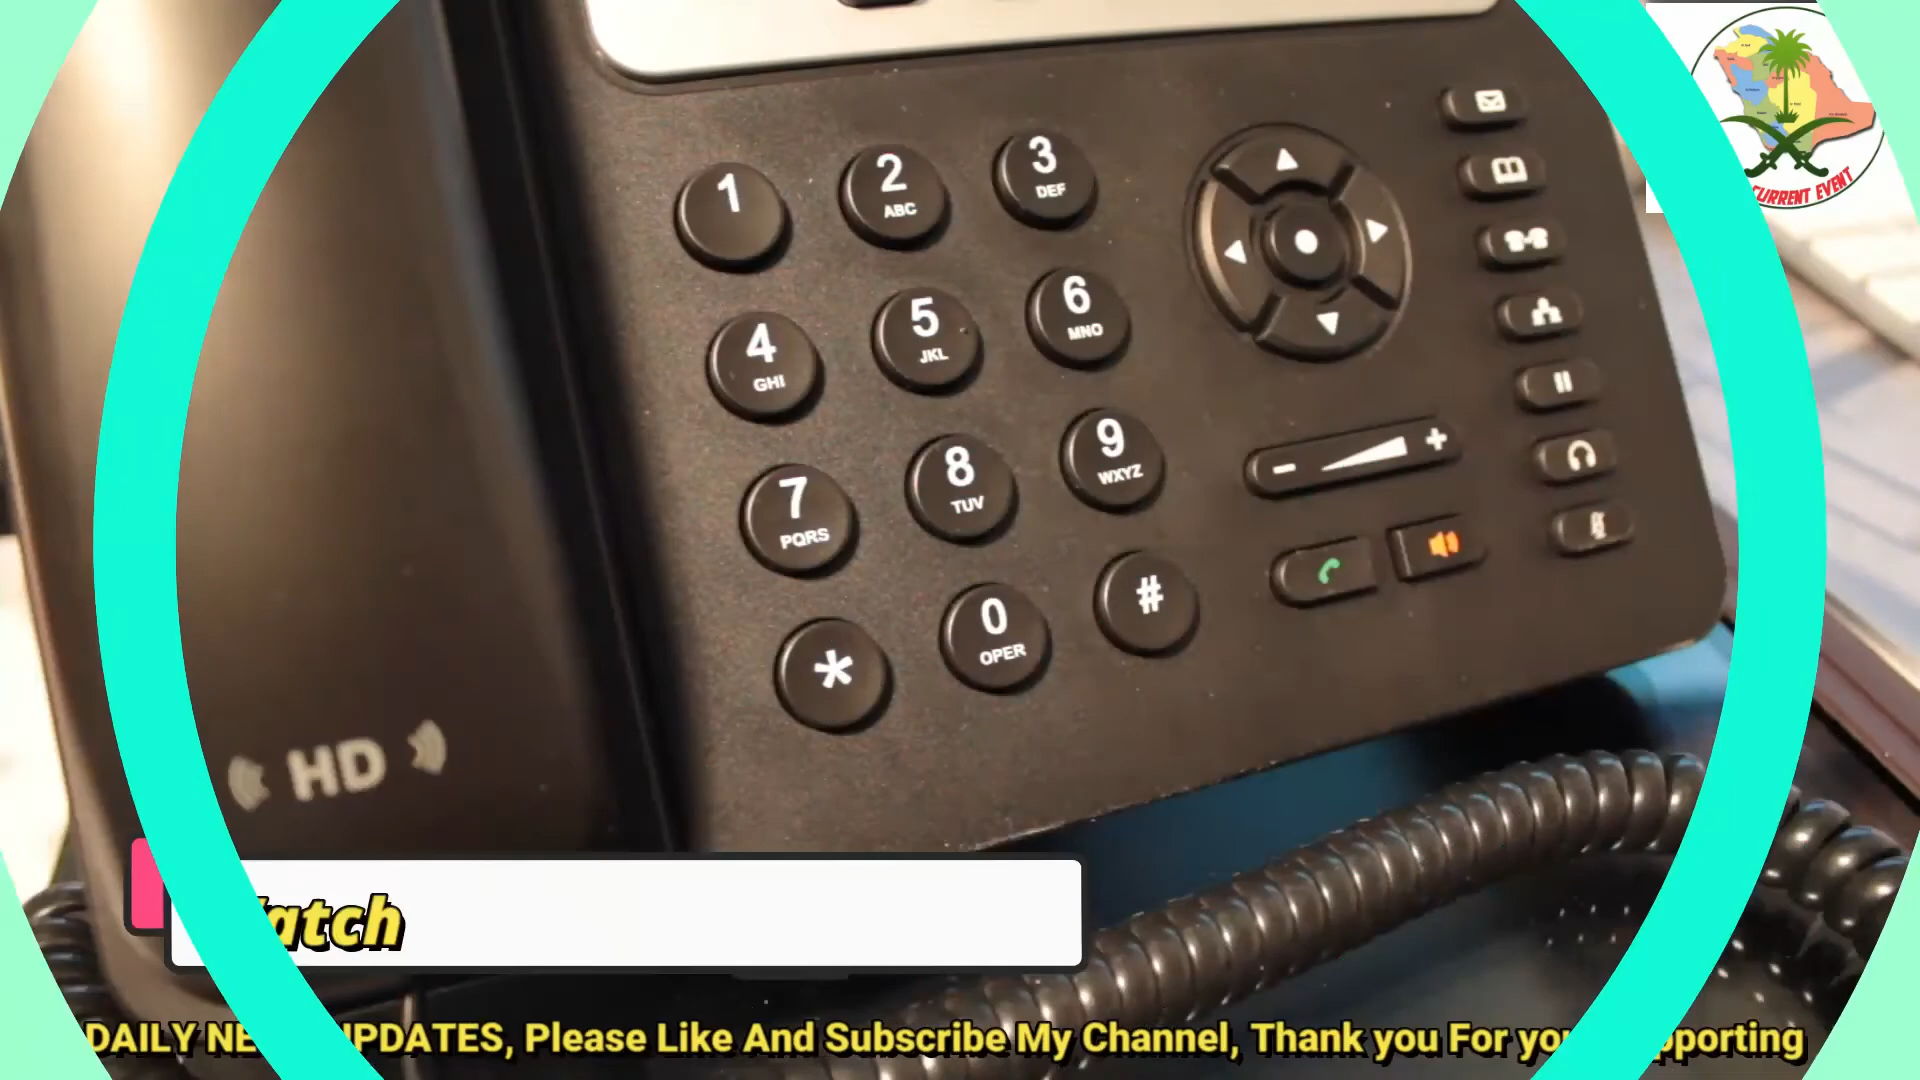 CURRENT EVENT
1
2
ABC
3
DEF
4
GHI
5
JKL
6
MNO
7
PQRS
8
TUV
9
WXYZ
*
0
OPER
#
- +
HD
atch
DAILY NE PDATES, Please Like And Subscribe My Channel, Thank you For yo pporting